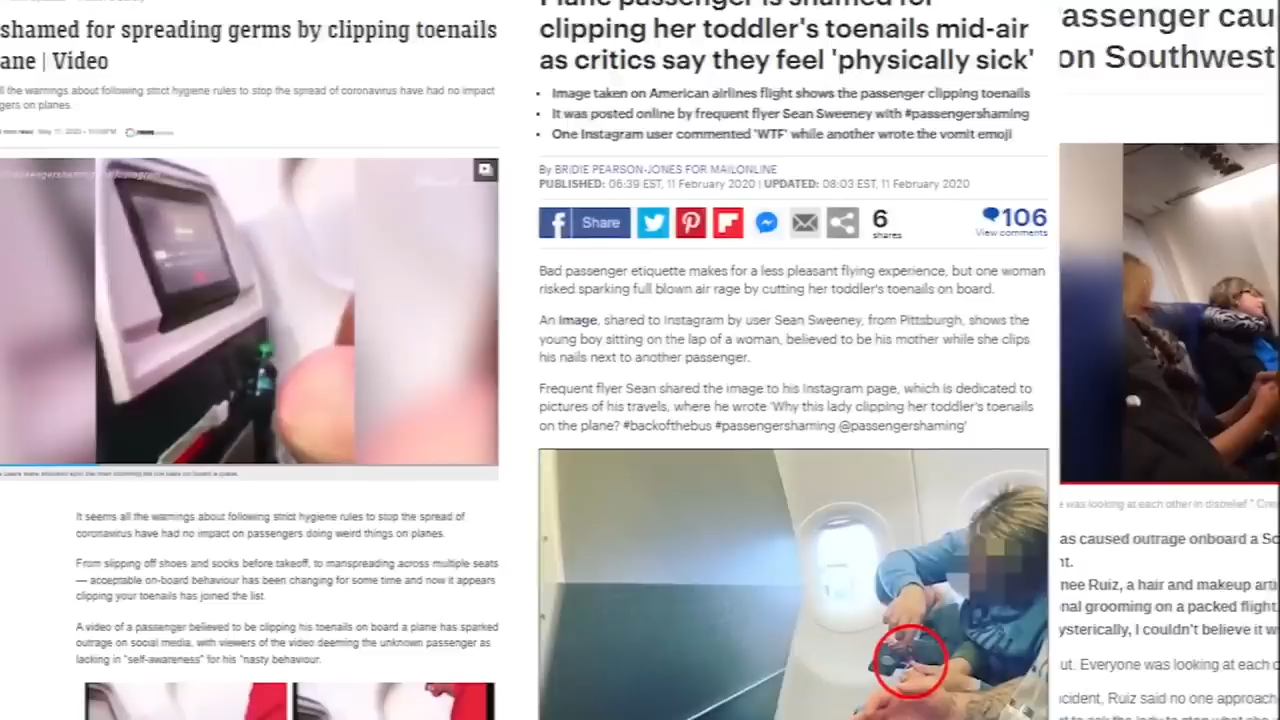 shamed for spreading germs by clipping toenails
ane | Video
ll the warnings about following strict hygiene rules to stop the spread of coronavirus have had no impact
gers on planes.
It seems all the warnings about following strict hygiene rules to stop the spread of
coronavirus have had no impact on passengers doing weird things on planes.
From slipping off shoes and socks before takeoff, to manspreading across multiple seats
— acceptable on-board behaviour has been changing for some time and now it appears
clipping your toenails has joined the list.
A video of a passenger believed to be clipping his toenails on board a plane has sparked
outrage on social media, with viewers of the video deeming the unknown passenger as
lacking in "self-awareness" for his "nasty behaviour.
Plane passenger is shamed for
clipping her toddler's toenails mid-air
as critics say they feel 'physically sick'
• Image taken on American airlines flight shows the passenger clipping toenails
• It was posted online by frequent flyer Sean Sweeney with #passengershaming
• One Instagram user commented 'WTF' while another wrote the vomit emoji
By BRIDIE PEARSON-JONES FOR MAILONLINE
PUBLISHED: 06:39 EST, 11 February 2020 | UPDATED: 08:03 EST, 11 February 2020
f Share 6 shares 106 View comments
Bad passenger etiquette makes for a less pleasant flying experience, but one woman
risked sparking full blown air rage by cutting her toddler's toenails on board.
An image, shared to Instagram by user Sean Sweeney, from Pittsburgh, shows the
young boy sitting on the lap of a woman, believed to be his mother while she clips
his nails next to another passenger.
Frequent flyer Sean shared the image to his Instagram page, which is dedicated to
pictures of his travels, where he wrote 'Why this lady clipping her toddler's toenails
on the plane? #backofthebus #passengershaming @passengershaming'
assenger cau
on Southwest
e was looking at each other in disbelief." Cre
as caused outrage onboard a So
nt.
nee Ruiz, a hair and makeup arti
nal grooming on a packed flight
ysterically, I couldn't believe it w
ut. Everyone was looking at each o
cident, Ruiz said no one approach